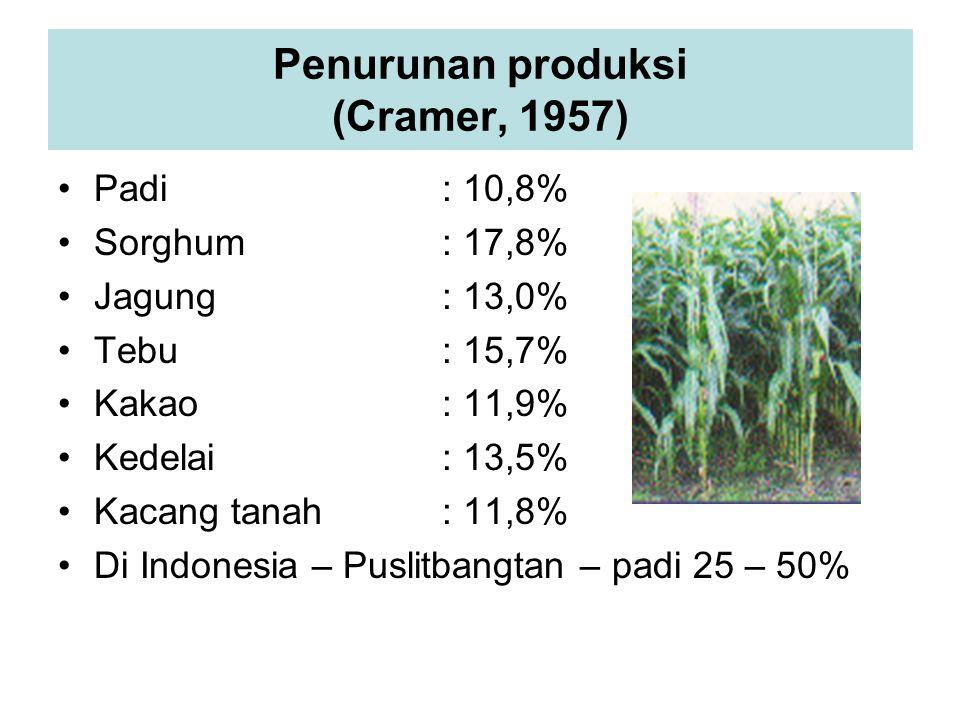 Penurunan produksi
(Cramer, 1957)
• Padi : 10,8%
• Sorghum : 17,8%
• Jagung : 13,0%
• Tebu : 15,7%
• Kakao : 11,9%
• Kedelai : 13,5%
• Kacang tanah : 11,8%
• Di Indonesia – Puslitbangtan – padi 25 – 50%